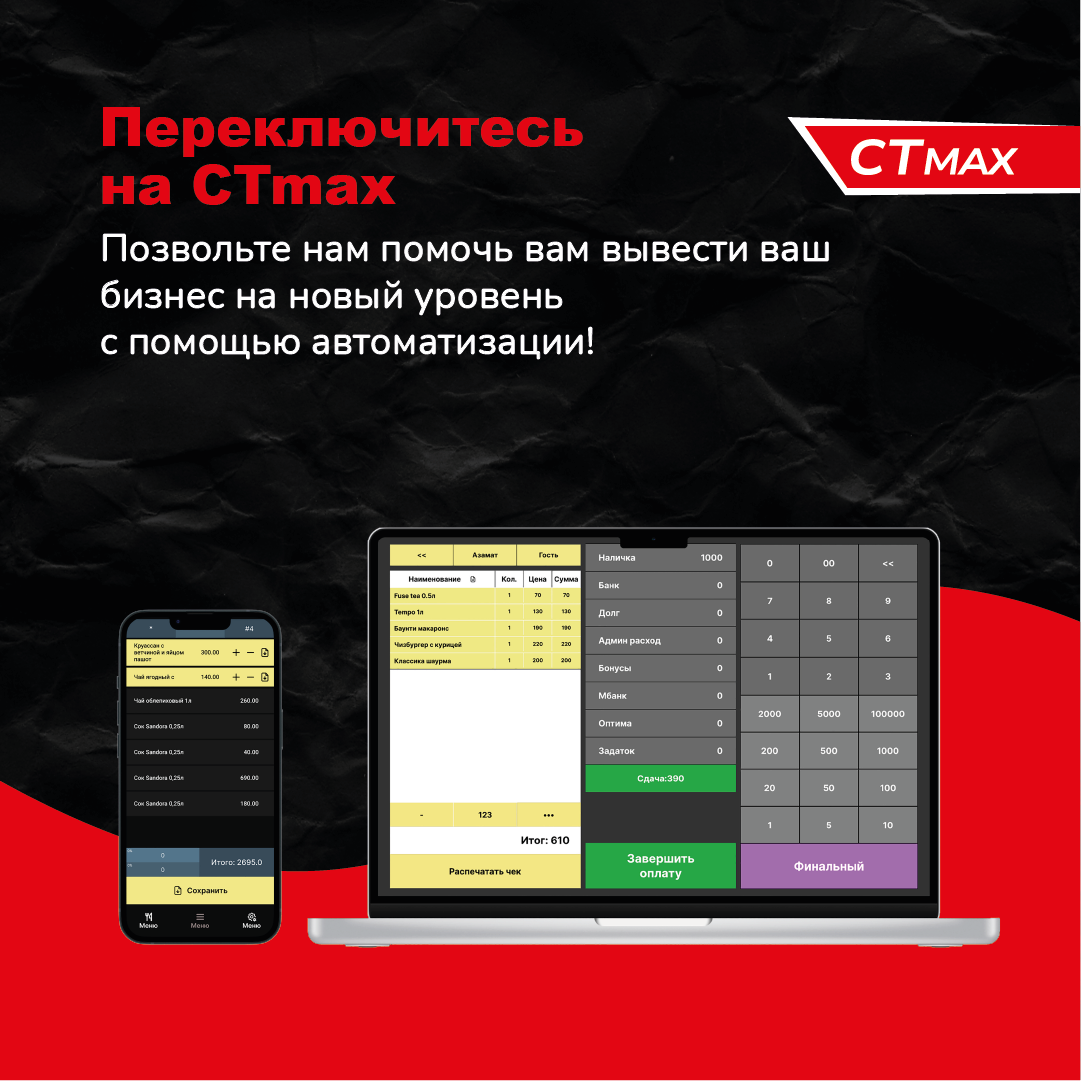 Переключитесь
на CTmax
CTMAX
Позвольте нам помочь вам вывести ваш
бизнес на новый уровень
с помощью автоматизации!
#4
Круассан с
ветчиной и яйцом
пашот
300.00 + −
Чай ягодный с 140.00 + −
Чай облепиховый 1л 260.00
Сок Sandora 0,25л 80.00
Сок Sandora 0,25л 40.00
Сок Sandora 0,25л 690.00
Сок Sandora 0,25л 180.00
0
0
Итого: 2695.0
Сохранить
Меню Меню Меню
<< Азамат Гость
Наименование Кол. Цена Сумма
Fuse tea 0.5л 1 70 70
Tempo 1л 1 130 130
Баунти макаронс 1 190 190
Чизбургер с курицей 1 220 220
Классика шаурма 1 200 200
- 123 •••
Итог: 610
Распечатать чек
Наличка 1000
Банк 0
Долг 0
Админ расход 0
Бонусы 0
Мбанк 0
Оптима 0
Задаток 0
Сдача:390
Завершить
оплату
0 00 <<
7 8 9
4 5 6
1 2 3
2000 5000 100000
200 500 1000
20 50 100
1 5 10
Финальный